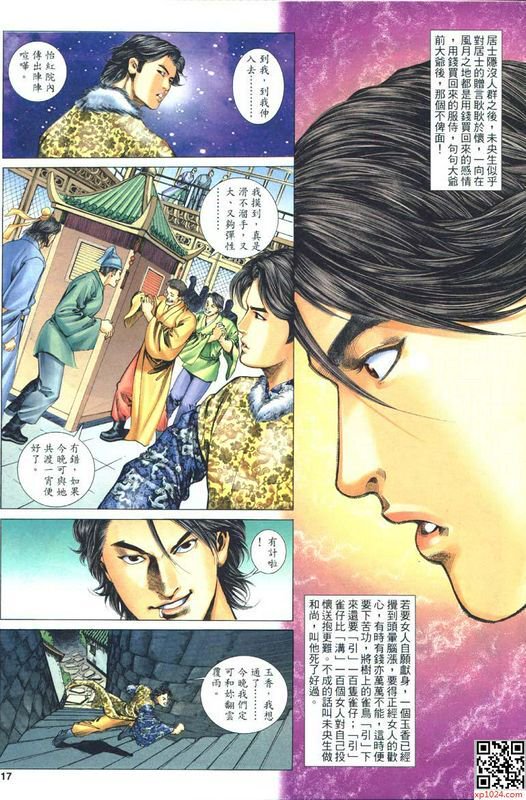 居士隱沒人群之後，未央生似乎
對居士的贈言耿耿於懷，一向在
風月之地都是用錢買回來的感情
，用錢買回來的服侍，句句大爺
前大爺後，那個不俾面！
到我，到我伸
入去……
怡紅院內
傳出陣陣
喧嘩。
我摸到，真是
滑不溜手，又
大、又夠彈性
……
冇錯，如果
今晚可與她
共渡一宵便
好了。
有計啦
！
若要女人自願獻身，一個玉香已經
攪到頭暈腦漲，要得正經女人的歡
心，有時有錢亦萬萬不能，這時便
要下苦功，將樹上的雀鳥「引」下
來還要「引」一百隻雀仔；「引」
雀仔比「溝」一百個女人對自己投
懷送抱更難。不成的話叫未央生做
和尚，叫他死了好過。
玉香，我想
通了……
今晚我們定
可和妳翻雲
覆雨。
17
xp1024.com